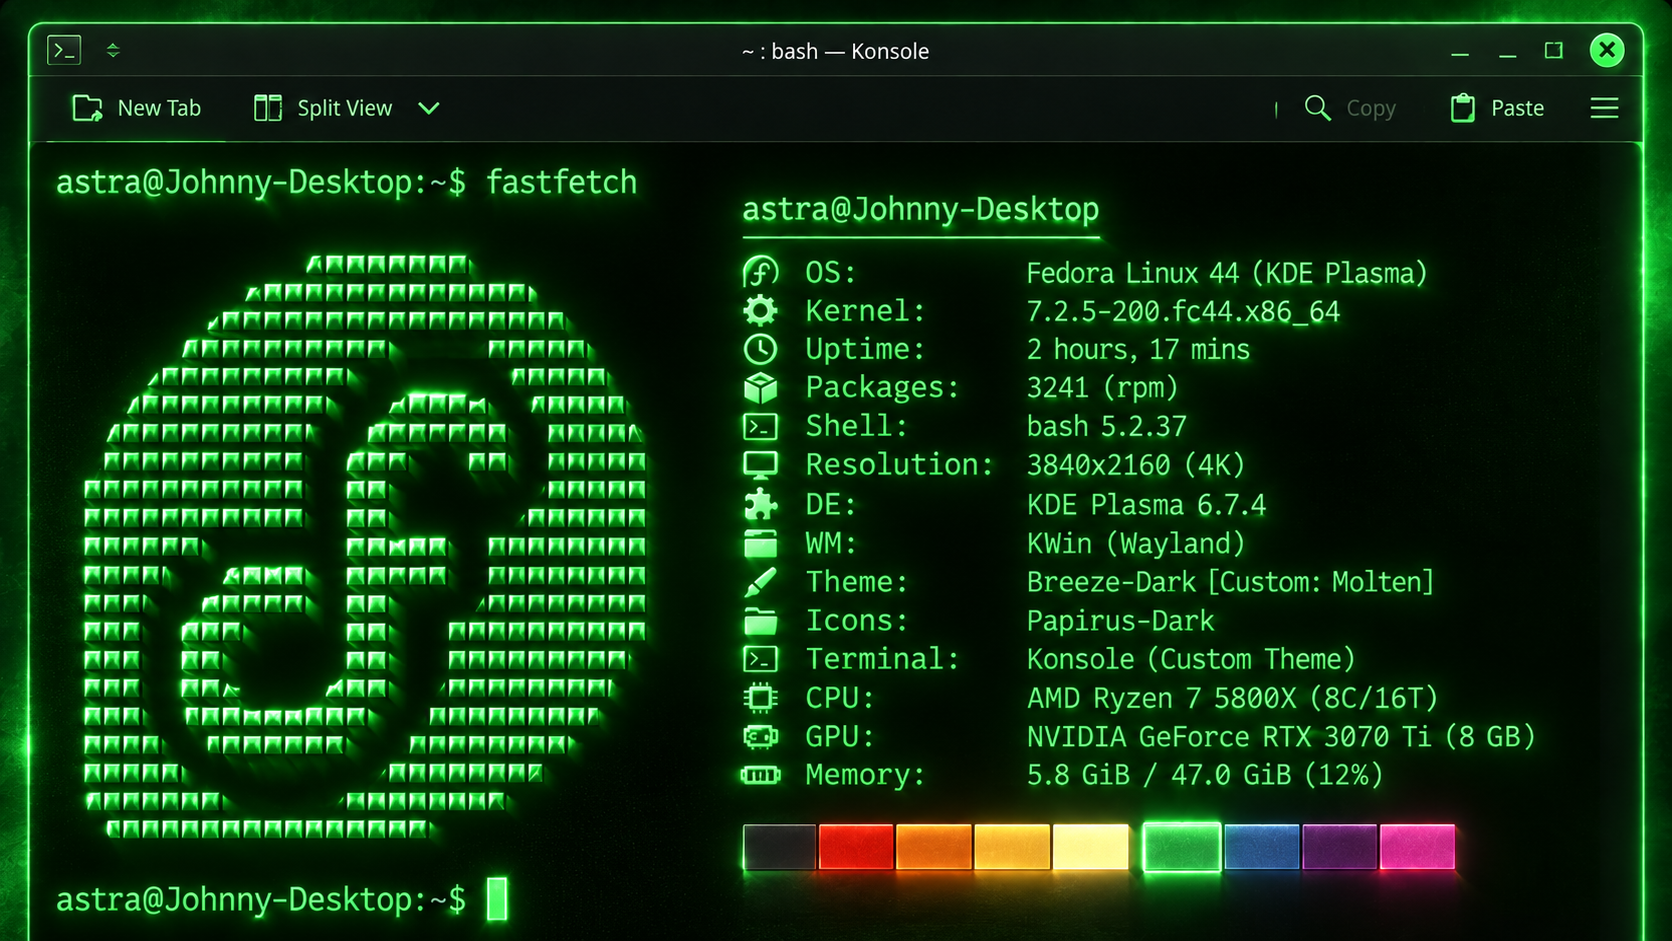 ~ : bash — Konsole
New Tab
Split View
Copy
Paste
astra@Johnny-Desktop:~$ fastfetch
astra@Johnny-Desktop
OS: Fedora Linux 44 (KDE Plasma)
Kernel: 7.2.5-200.fc44.x86_64
Uptime: 2 hours, 17 mins
Packages: 3241 (rpm)
Shell: bash 5.2.37
Resolution: 3840x2160 (4K)
DE: KDE Plasma 6.7.4
WM: KWin (Wayland)
Theme: Breeze-Dark [Custom: Molten]
Icons: Papirus-Dark
Terminal: Konsole (Custom Theme)
CPU: AMD Ryzen 7 5800X (8C/16T)
GPU: NVIDIA GeForce RTX 3070 Ti (8 GB)
Memory: 5.8 GiB / 47.0 GiB (12%)
astra@Johnny-Desktop:~$